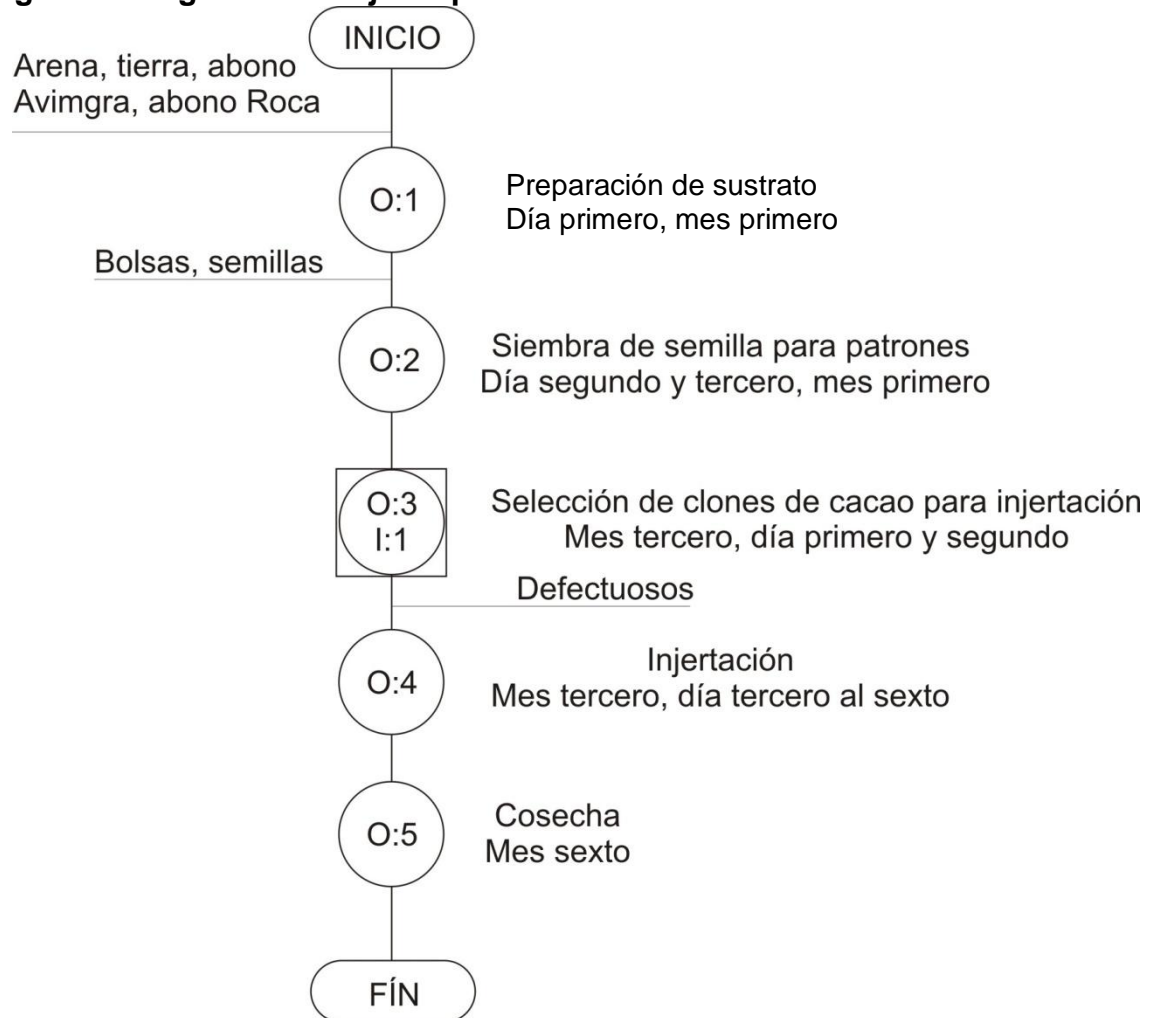 INICIO
Arena, tierra, abono
Avimgra, abono Roca
O:1
Preparación de sustrato
Día primero, mes primero
Bolsas, semillas
O:2
Siembra de semilla para patrones
Día segundo y tercero, mes primero
O:3
I:1
Selección de clones de cacao para injertación
Mes tercero, día primero y segundo
Defectuosos
O:4
Injertación
Mes tercero, día tercero al sexto
O:5
Cosecha
Mes sexto
FÍN